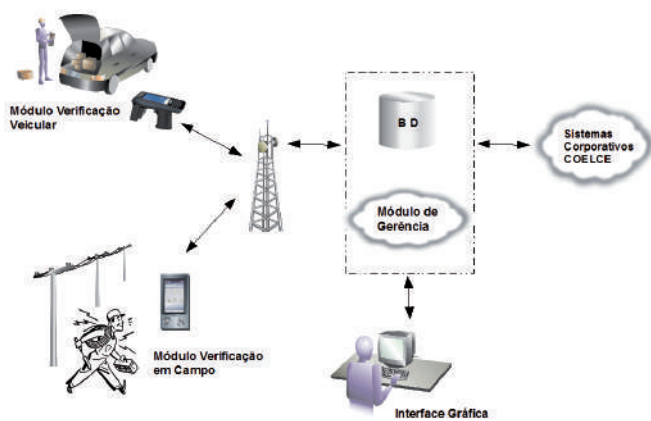 Módulo Verificação
Veicular
B D
Sistemas
Corporativos
COELCE
Módulo de
Gerência
Módulo Verificação
em Campo
Interface Gráfica